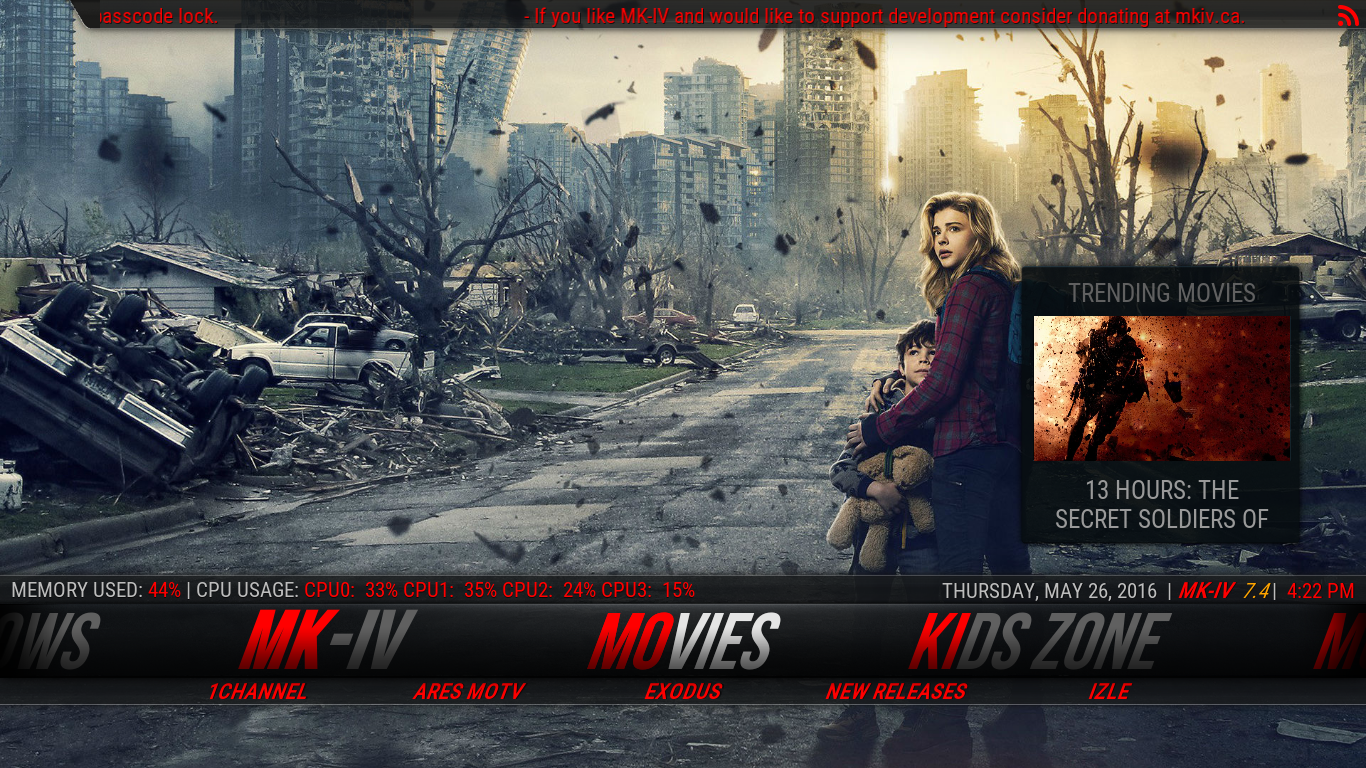 passcode lock. - If you like MK-IV and would like to support development consider donating at mkiv.ca.
TRENDING MOVIES
13 HOURS: THE
SECRET SOLDIERS OF
MEMORY USED: 44% | CPU USAGE: CPU0: 33% CPU1: 35% CPU2: 24% CPU3: 15%
THURSDAY, MAY 26, 2016 | MK-IV 7.4 | 4:22 PM
OWS MK-IV MOVIES KIDS ZONE M
1CHANNEL ARES MOTV EXODUS NEW RELEASES IZLE